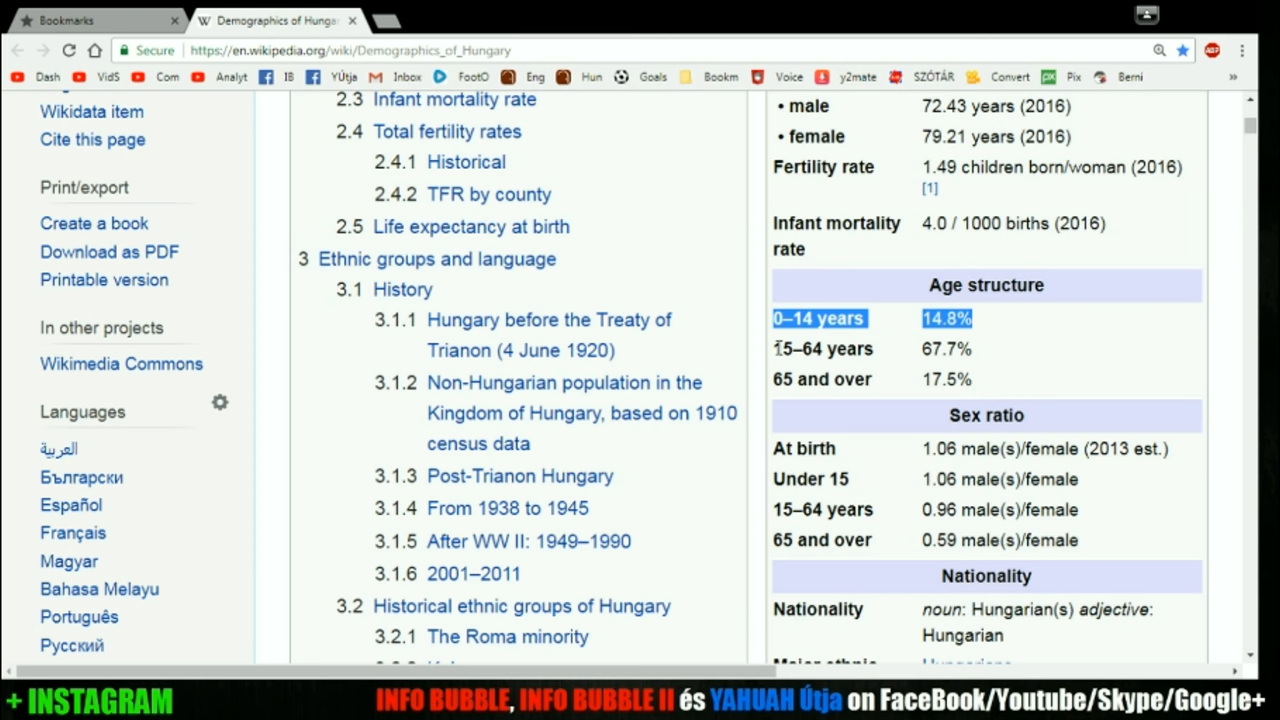 Bookmarks
Demographics of Hungar
Secure https://en.wikipedia.org/wiki/Demographics_of_Hungary
Dash VidS Com Analyt IB YÚtja Inbox FootO Eng Hun Goals Bookm Voice y2mate SZÓTÁR Convert Pix Berni »
Wikidata item
Cite this page
Print/export
Create a book
Download as PDF
Printable version
In other projects
Wikimedia Commons
Languages
العربية
Български
Español
Français
Magyar
Bahasa Melayu
Português
Русский
2.3 Infant mortality rate
2.4 Total fertility rates
2.4.1 Historical
2.4.2 TFR by county
2.5 Life expectancy at birth
3 Ethnic groups and language
3.1 History
3.1.1 Hungary before the Treaty of
Trianon (4 June 1920)
3.1.2 Non-Hungarian population in the
Kingdom of Hungary, based on 1910
census data
3.1.3 Post-Trianon Hungary
3.1.4 From 1938 to 1945
3.1.5 After WW II: 1949–1990
3.1.6 2001–2011
3.2 Historical ethnic groups of Hungary
3.2.1 The Roma minority
• male 72.43 years (2016)
• female 79.21 years (2016)
Fertility rate 1.49 children born/woman (2016)
[1]
Infant mortality 4.0 / 1000 births (2016)
rate
Age structure
0–14 years 14.8%
15–64 years 67.7%
65 and over 17.5%
Sex ratio
At birth 1.06 male(s)/female (2013 est.)
Under 15 1.06 male(s)/female
15–64 years 0.96 male(s)/female
65 and over 0.59 male(s)/female
Nationality
Nationality noun: Hungarian(s) adjective:
Hungarian
+ INSTAGRAM INFO BUBBLE, INFO BUBBLE II és YAHUAH Útja on FaceBook/Youtube/Skype/Google+